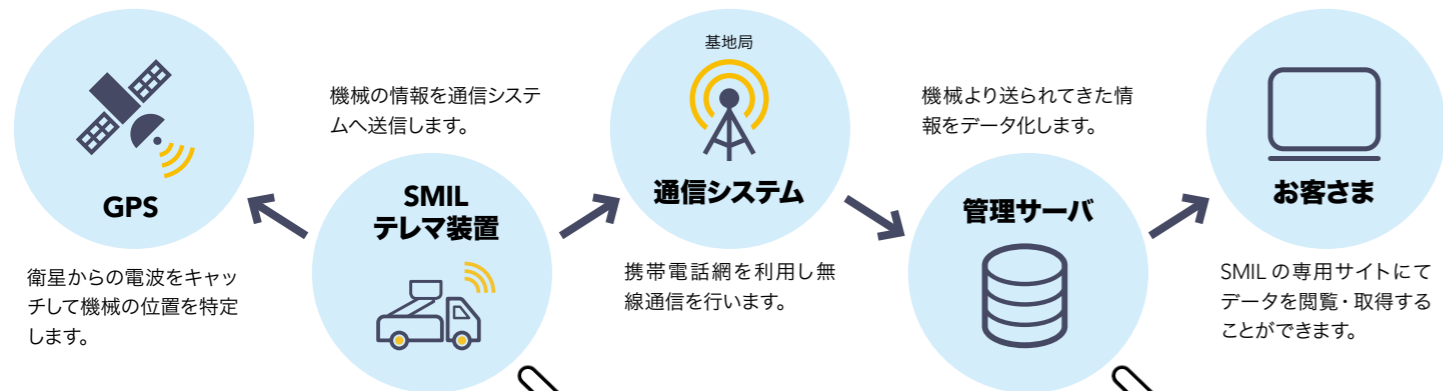 GPS
衛星からの電波をキャッ
チして機械の位置を特定
します。
機械の情報を通信システ
ムへ送信します。
SMIL
テレマ装置
基地局
通信システム
携帯電話網を利用し無
線通信を行います。
機械より送られてきた情
報をデータ化します。
管理サーバ
お客さま
SMIL の専用サイトにて
データを閲覧・取得する
ことができます。